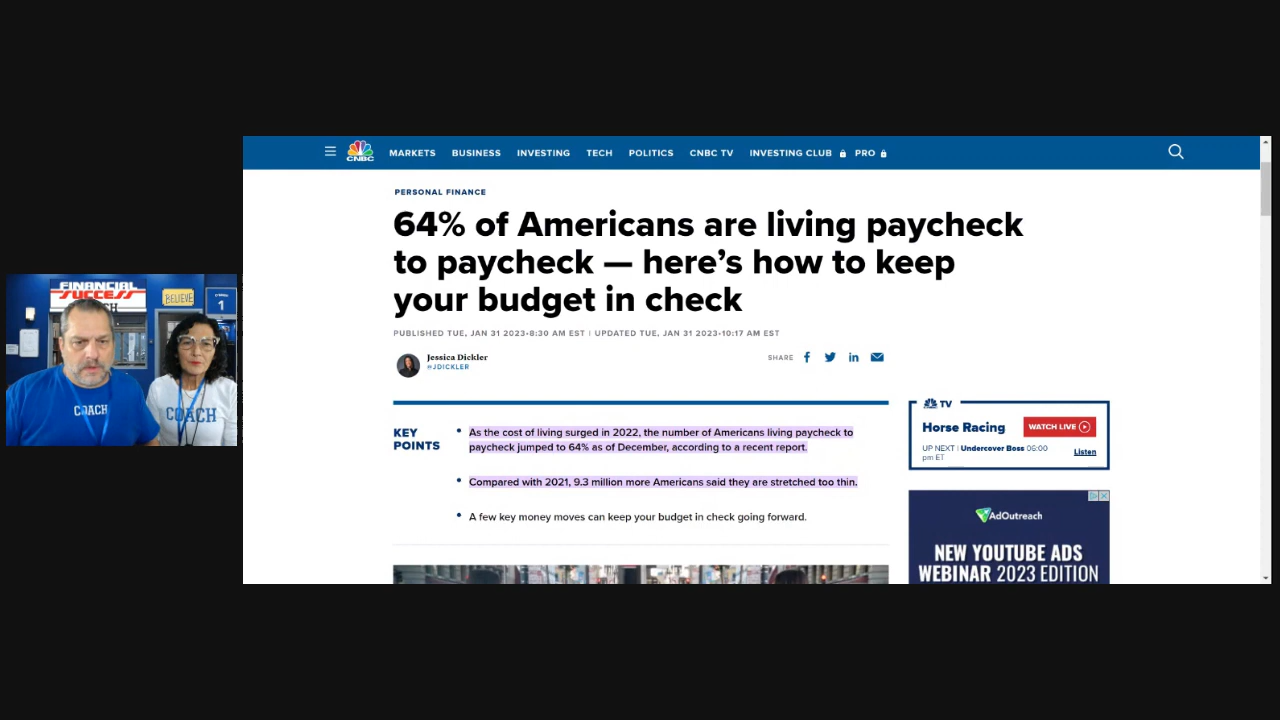 CNBC
MARKETS BUSINESS INVESTING TECH POLITICS CNBC TV INVESTING CLUB PRO
PERSONAL FINANCE
64% of Americans are living paycheck
to paycheck — here’s how to keep
your budget in check
PUBLISHED TUE, JAN 31 2023•8:30 AM EST | UPDATED TUE, JAN 31 2023•10:17 AM EST
Jessica Dickler
@JDICKLER
SHARE
KEY
POINTS
• As the cost of living surged in 2022, the number of Americans living paycheck to
paycheck jumped to 64% as of December, according to a recent report.
• Compared with 2021, 9.3 million more Americans said they are stretched too thin.
• A few key money moves can keep your budget in check going forward.
TV
Horse Racing
WATCH LIVE
UP NEXT | Undercover Boss 06:00
pm ET
Listen
AdOutreach
NEW YOUTUBE ADS
WEBINAR 2023 EDITION
FINANCIAL
SUCCESS
BELIEVE
1
COACH
COACH